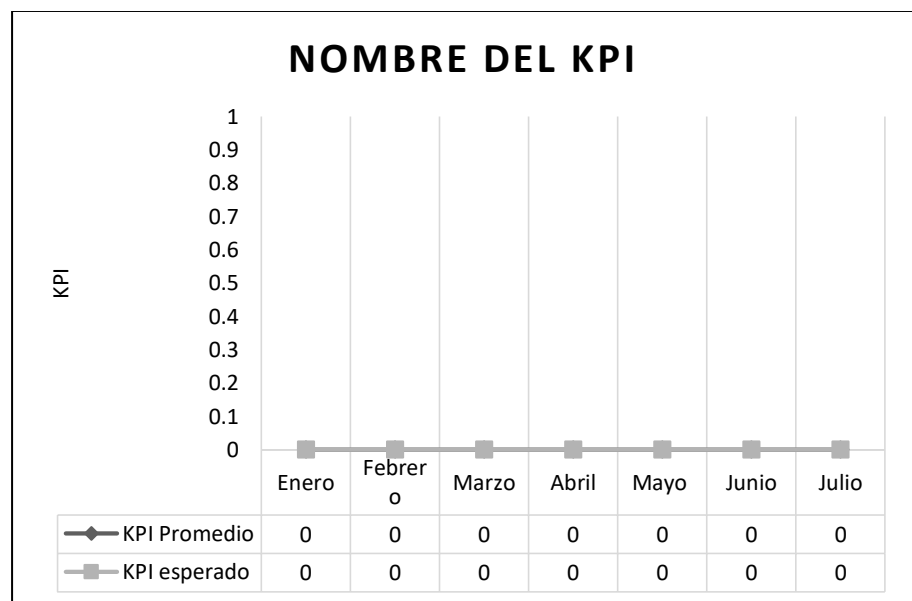 NOMBRE DEL KPI
KPI
1
0.9
0.8
0.7
0.6
0.5
0.4
0.3
0.2
0.1
0
Enero Febrer
o Marzo Abril Mayo Junio Julio
KPI Promedio 0 0 0 0 0 0 0
KPI esperado 0 0 0 0 0 0 0